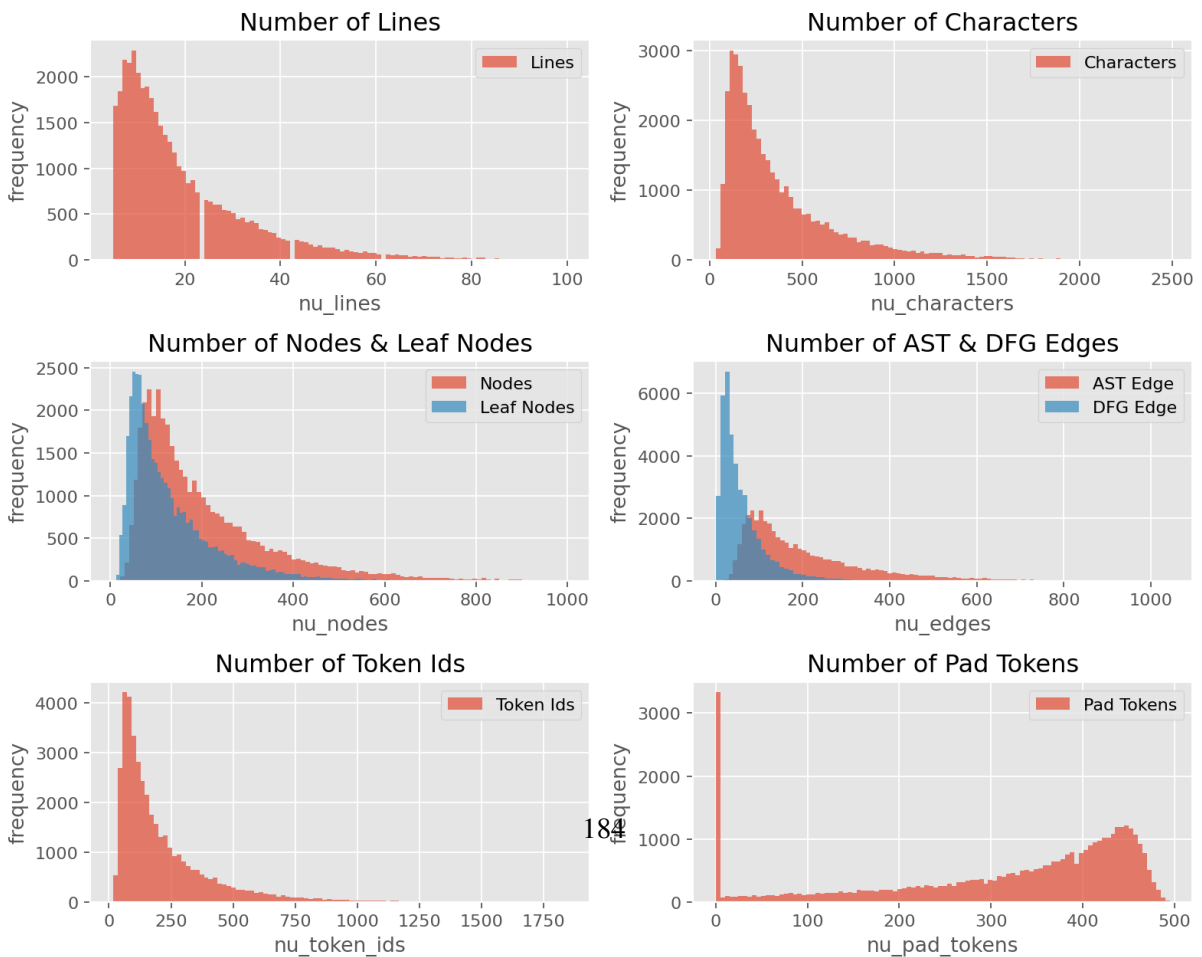 Number of Lines
frequency
2000
1500
1000
500
0
Lines
20
40
60
80
100
nu_lines
Number of Characters
frequency
3000
2000
1000
0
Characters
0
500
1000
1500
2000
2500
nu_characters
Number of Nodes & Leaf Nodes
frequency
2500
2000
1500
1000
500
0
Nodes
Leaf Nodes
0
200
400
600
800
1000
nu_nodes
Number of AST & DFG Edges
frequency
6000
4000
2000
0
AST Edge
DFG Edge
0
200
400
600
800
1000
nu_edges
Number of Token Ids
frequency
4000
3000
2000
1000
0
Token Ids
0
250
500
750
1000
1250
1500
1750
nu_token_ids
Number of Pad Tokens
frequency
3000
2000
1000
0
Pad Tokens
0
100
200
300
400
500
nu_pad_tokens
184